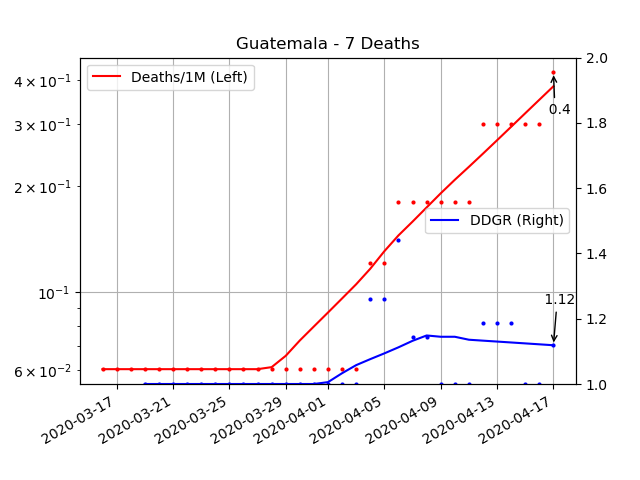 Guatemala - 7 Deaths
Deaths/1M (Left)
DDGR (Right)
4 × 10⁻¹
3 × 10⁻¹
2 × 10⁻¹
10⁻¹
6 × 10⁻²
2.0
1.8
1.6
1.4
1.2
1.0
0.4
1.12
2020-03-17
2020-03-21
2020-03-25
2020-03-29
2020-04-01
2020-04-05
2020-04-09
2020-04-13
2020-04-17